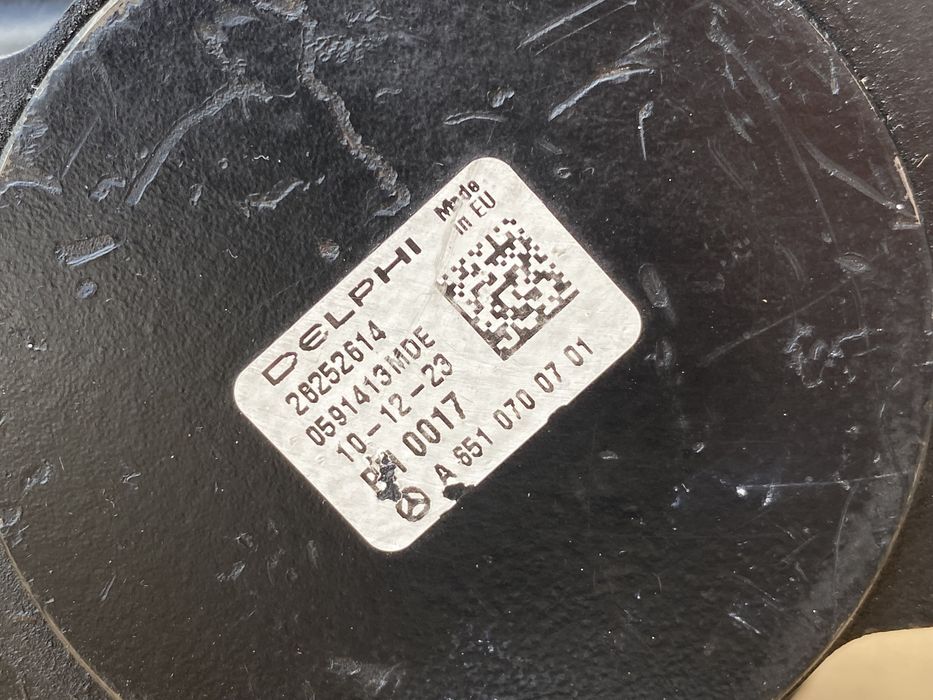 Made
in EU
DELPHI
28252614
0591413MDE
10-12-23
0017
A 651 070 07 01